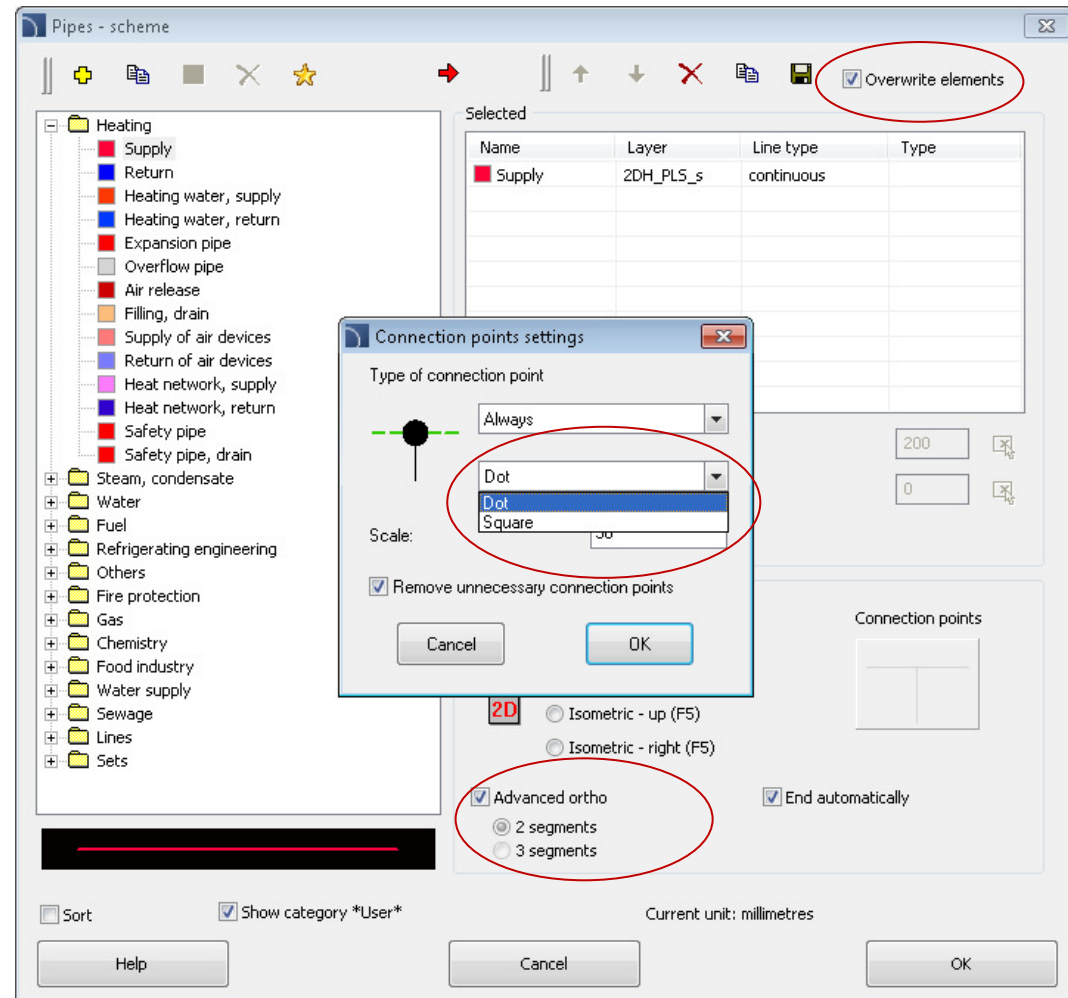 Pipes - scheme
Overwrite elements
Heating
Supply
Return
Heating water, supply
Heating water, return
Expansion pipe
Overflow pipe
Air release
Filling, drain
Supply of air devices
Return of air devices
Heat network, supply
Heat network, return
Safety pipe
Safety pipe, drain
Steam, condensate
Water
Fuel
Refrigerating engineering
Others
Fire protection
Gas
Chemistry
Food industry
Water supply
Sewage
Lines
Sets
Selected
Name Layer Line type Type
Supply 2DH_PLS_s continuous
200
0
Connection points settings
Type of connection point
Always
Dot
Dot
Square
Scale:
Remove unnecessary connection points
Cancel OK
Connection points
2D
Isometric - up (F5)
Isometric - right (F5)
Advanced ortho
End automatically
2 segments
3 segments
Sort
Show category *User*
Current unit: millimetres
Help Cancel OK